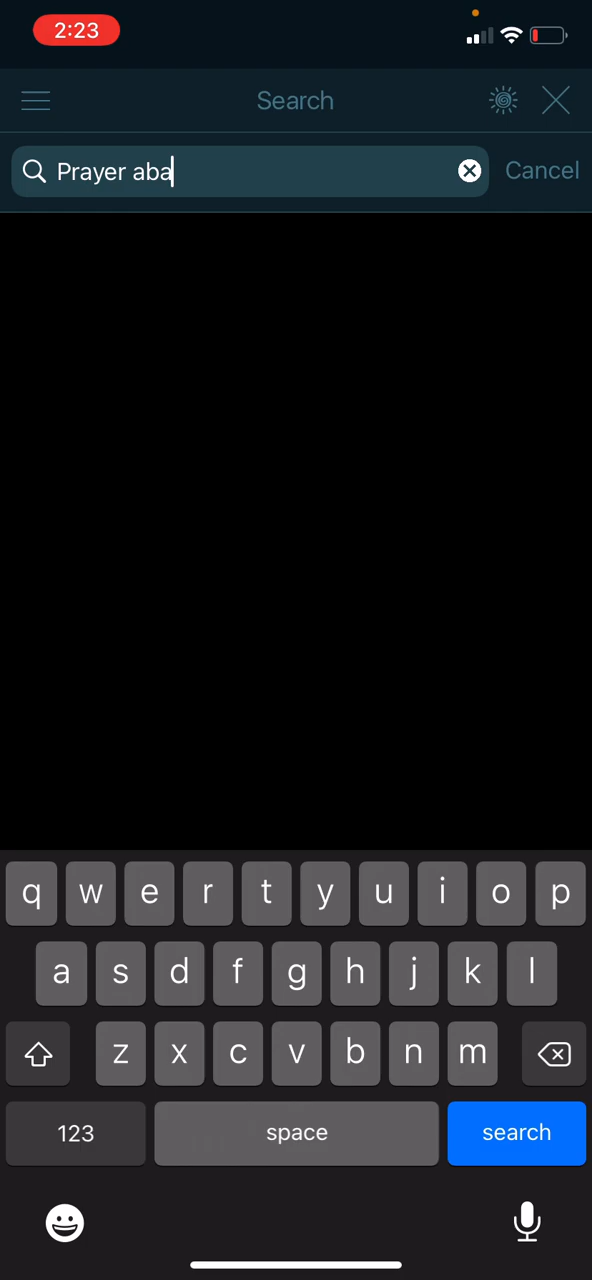 2:23
Search
Prayer aba
Cancel
q w e r t y u i o p
a s d f g h j k l
z x c v b n m
123 space search